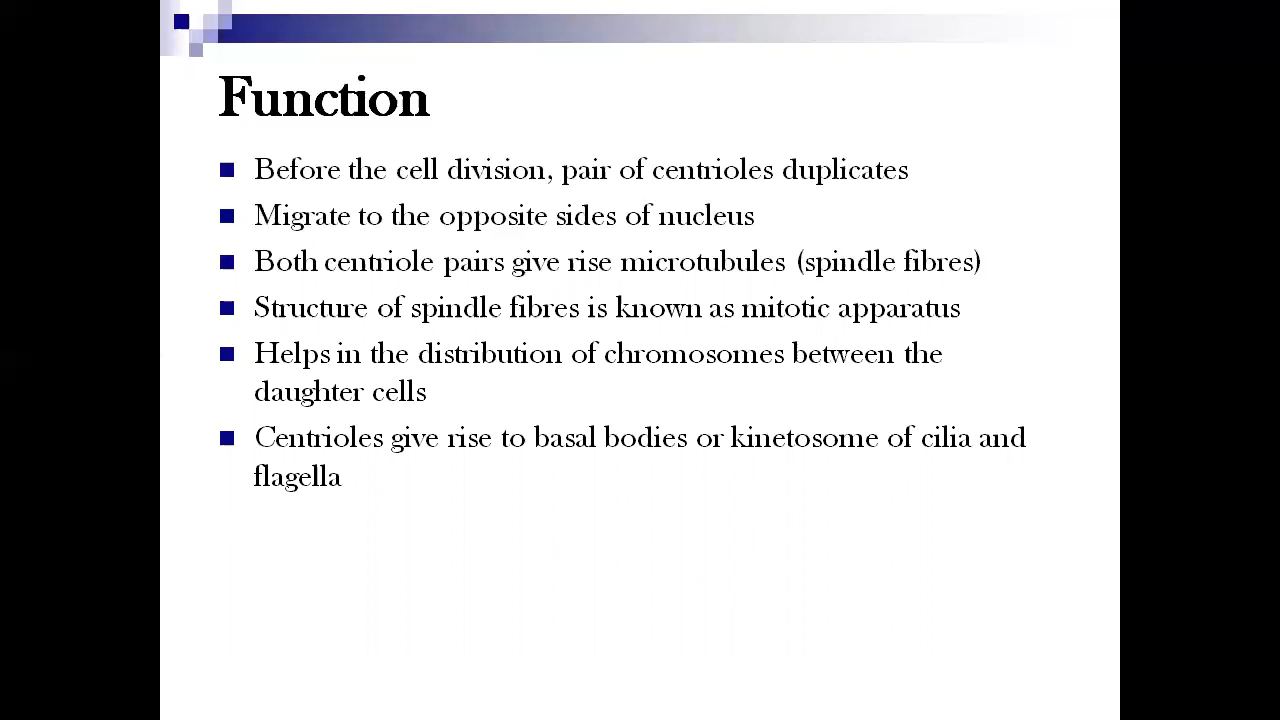 Function
Before the cell division, pair of centrioles duplicates
Migrate to the opposite sides of nucleus
Both centriole pairs give rise microtubules (spindle fibres)
Structure of spindle fibres is known as mitotic apparatus
Helps in the distribution of chromosomes between the
daughter cells
Centrioles give rise to basal bodies or kinetosome of cilia and
flagella